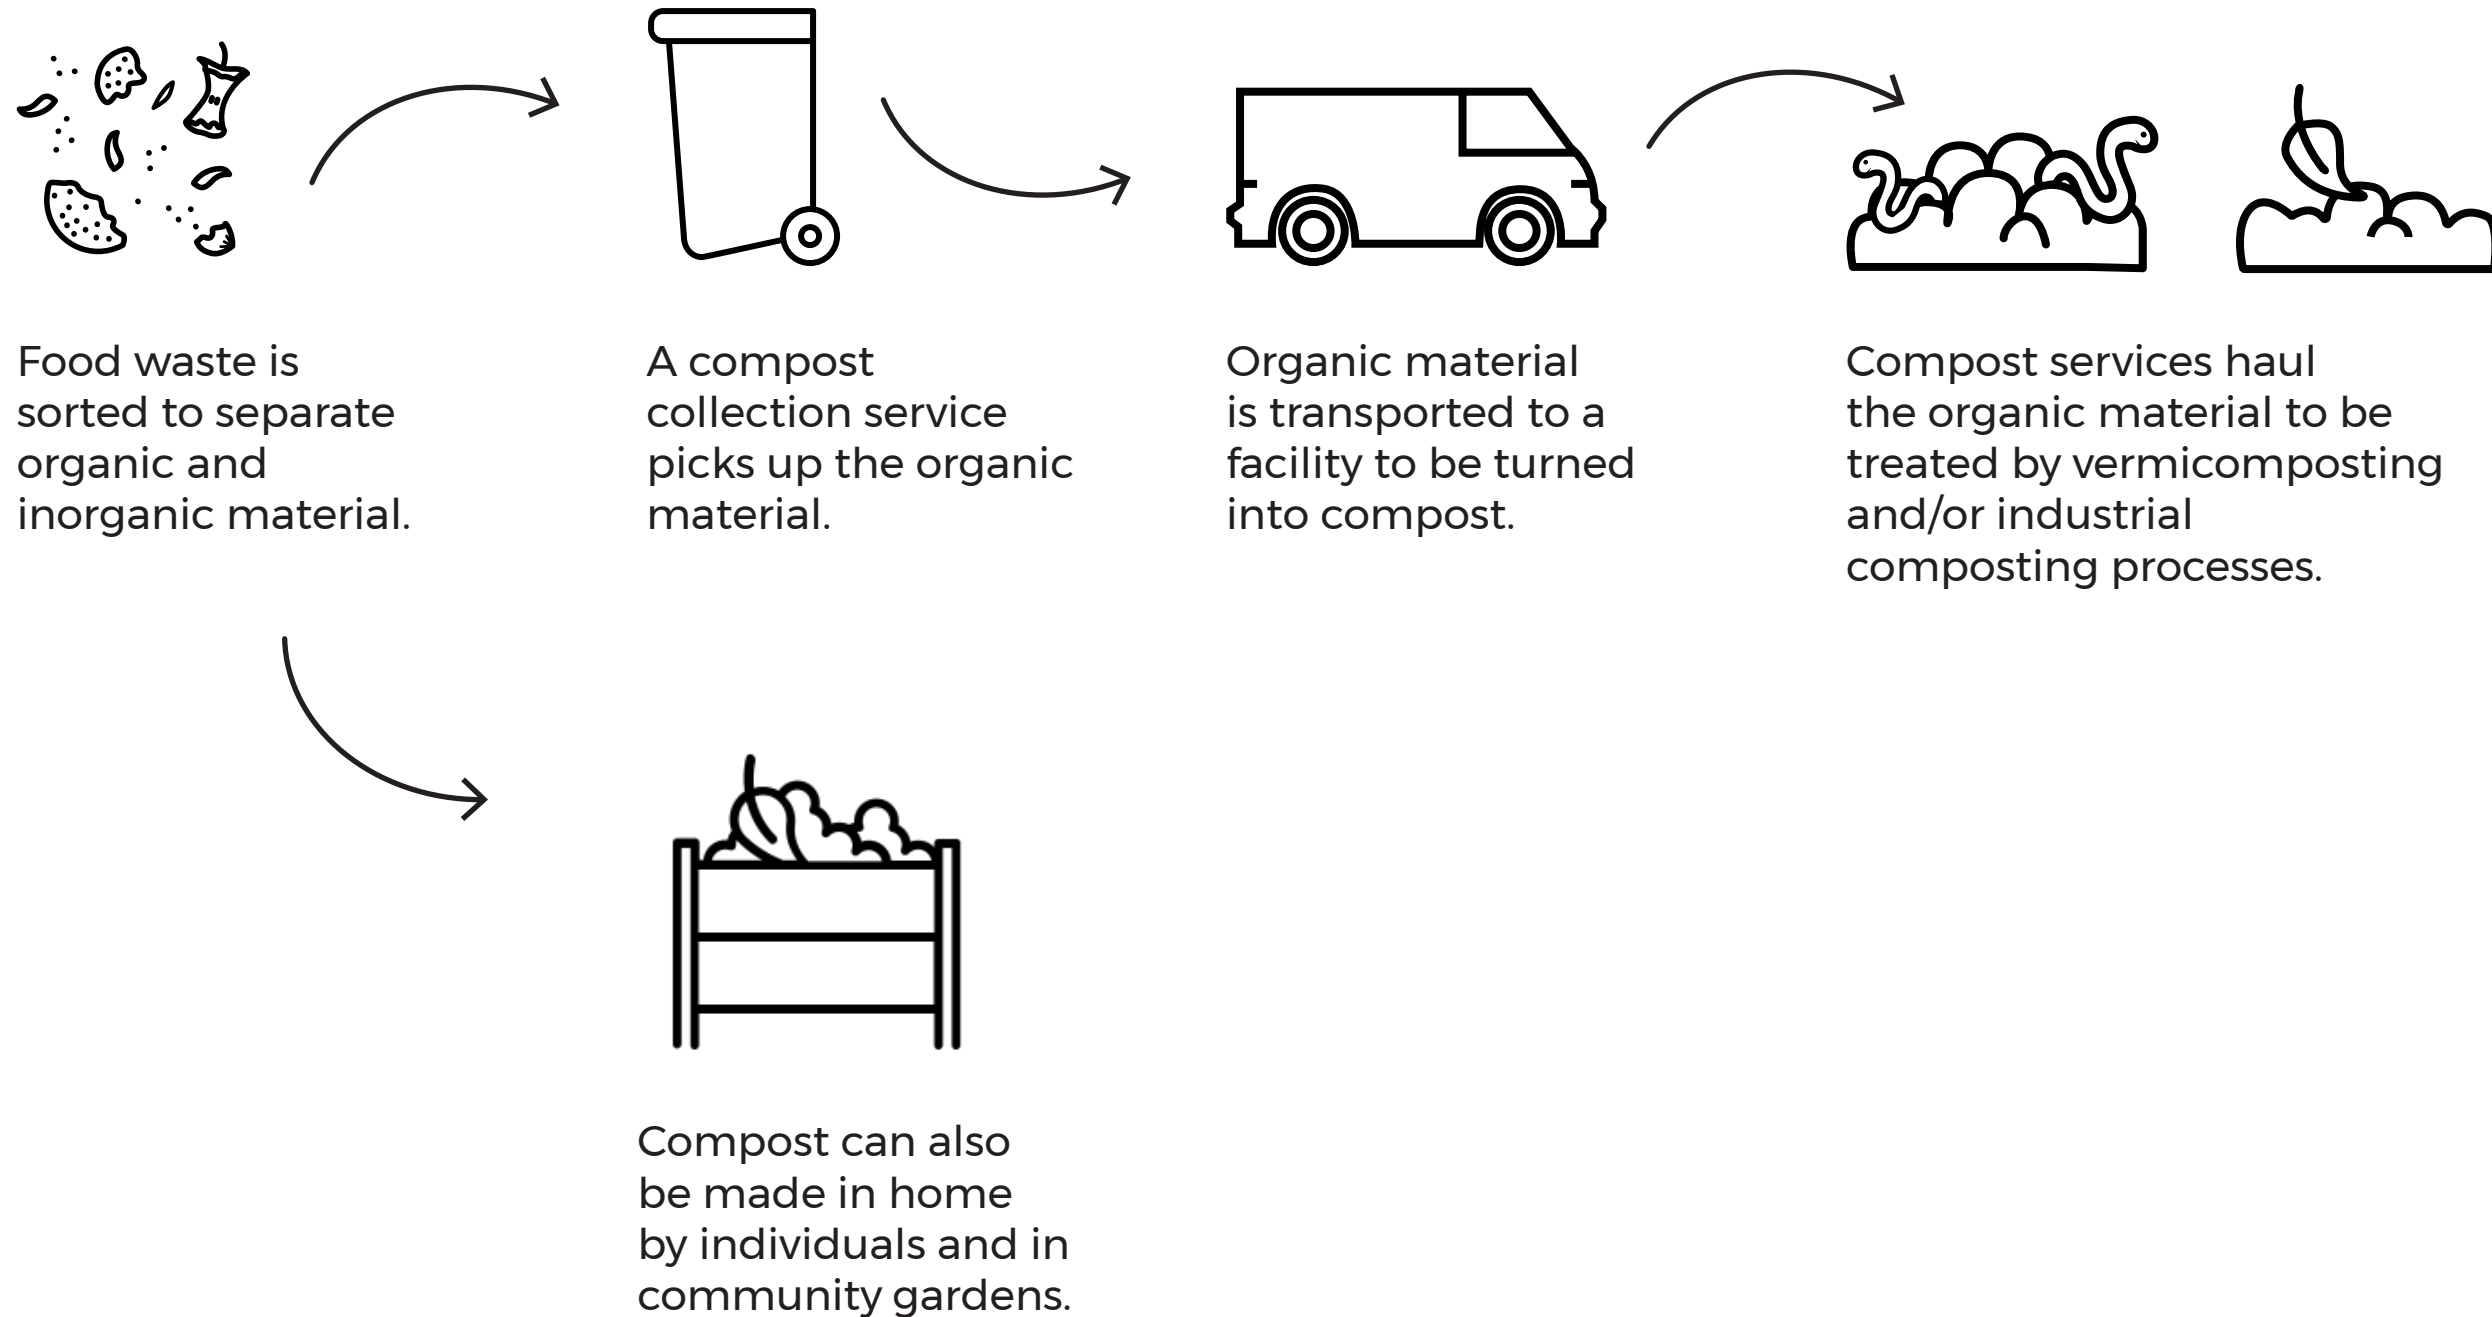 Food waste is
sorted to separate
organic and
inorganic material.
A compost
collection service
picks up the organic
material.
Organic material
is transported to a
facility to be turned
into compost.
Compost services haul
the organic material to be
treated by vermicomposting
and/or industrial
composting processes.
Compost can also
be made in home
by individuals and in
community gardens.